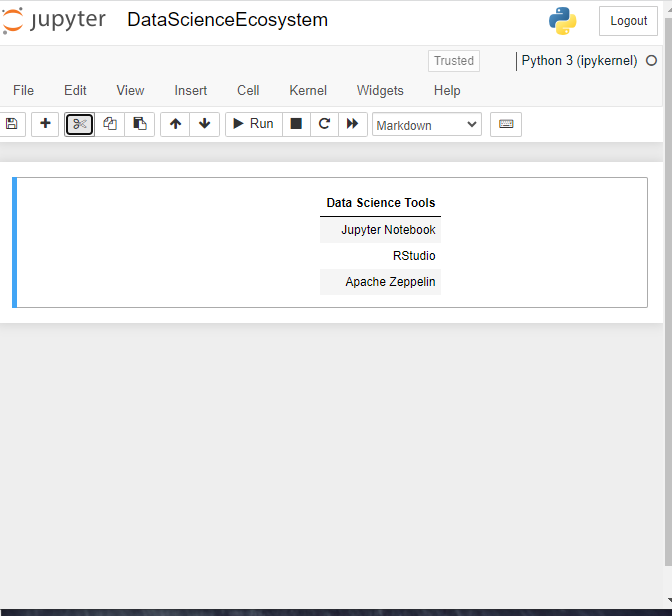 jupyter DataScienceEcosystem Logout
Trusted Python 3 (ipykernel)
File Edit View Insert Cell Kernel Widgets Help
Run Markdown
Data Science Tools
Jupyter Notebook
RStudio
Apache Zeppelin